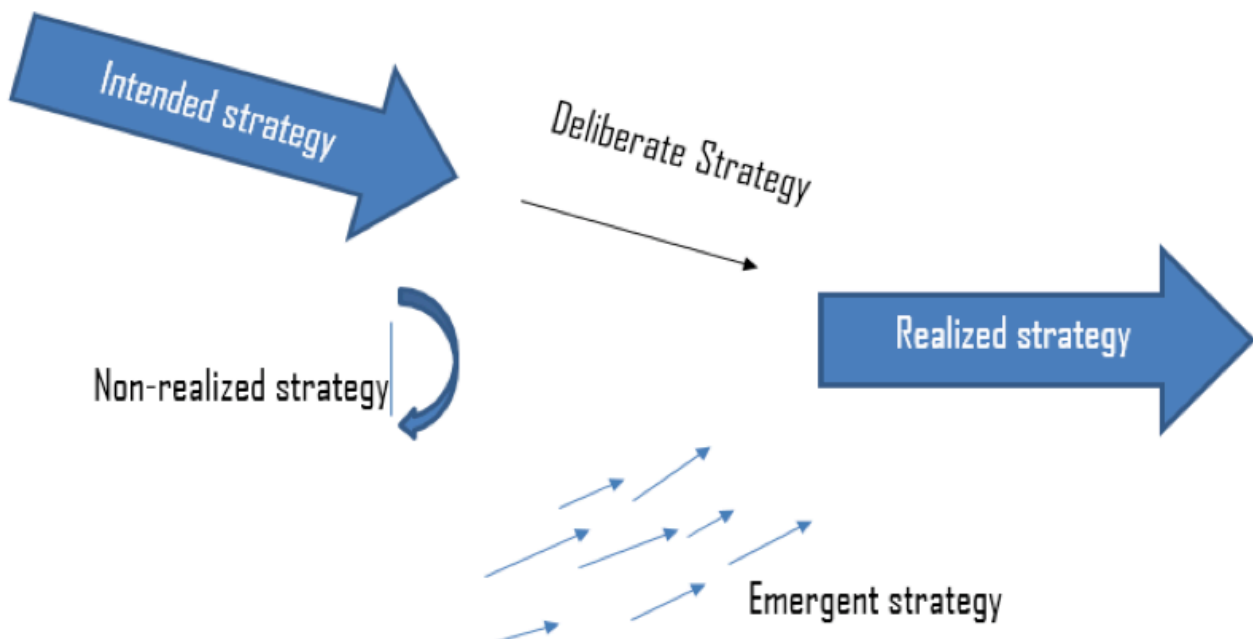 Intended strategy
Deliberate Strategy
Realized strategy
Non-realized strategy
Emergent strategy